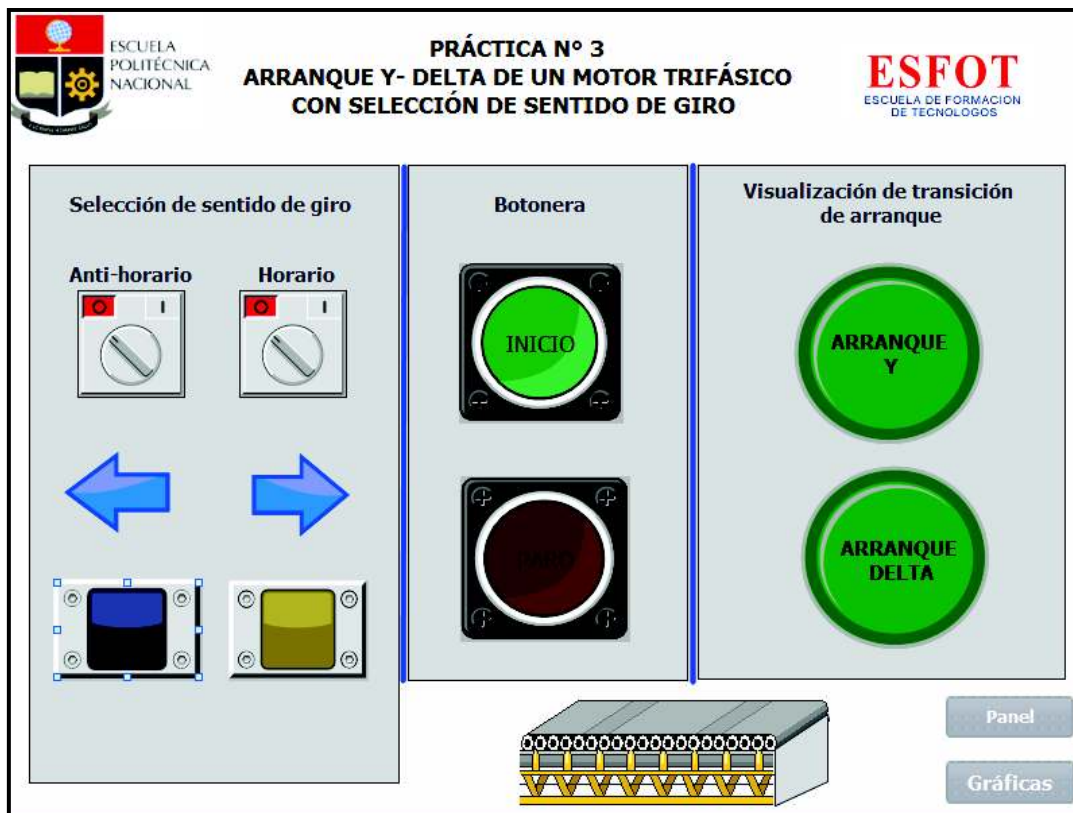 ESCUELA
POLITÉCNICA
NACIONAL
PRÁCTICA N° 3
ARRANQUE Y- DELTA DE UN MOTOR TRIFÁSICO
CON SELECCIÓN DE SENTIDO DE GIRO
ESFOT
ESCUELA DE FORMACION
DE TECNOLOGOS
Selección de sentido de giro
Anti-horario
Horario
O I
O I
Botonera
INICIO
PARO
Visualización de transición
de arranque
ARRANQUE
Y
ARRANQUE
DELTA
Panel
Gráficas